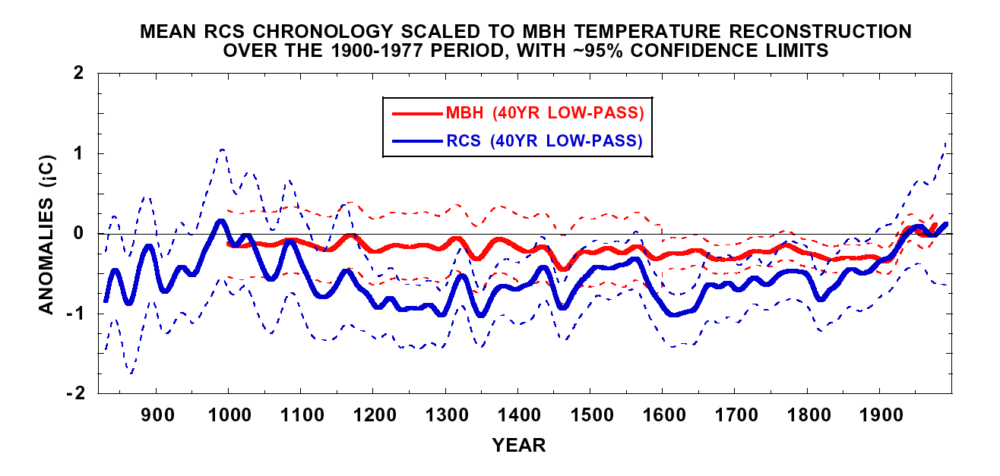 MEAN RCS CHRONOLOGY SCALED TO MBH TEMPERATURE RECONSTRUCTION
OVER THE 1900-1977 PERIOD, WITH ~95% CONFIDENCE LIMITS
2
1
0
-1
-2
ANOMALIES (¡C)
MBH (40YR LOW-PASS)
RCS (40YR LOW-PASS)
900 1000 1100 1200 1300 1400 1500 1600 1700 1800 1900
YEAR